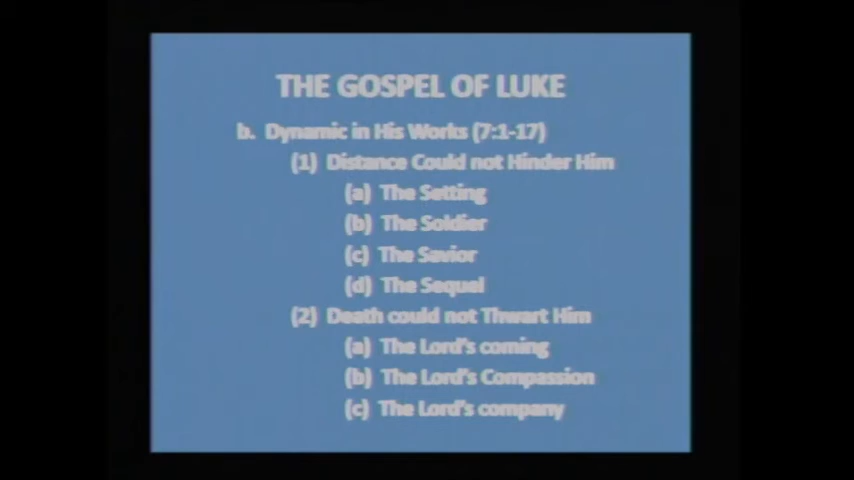 THE GOSPEL OF LUKE
b. Dynamic in His Works (7:1-17)
(1) Distance Could not Hinder Him
(a) The Setting
(b) The Soldier
(c) The Savior
(d) The Sequel
(2) Death could not Thwart Him
(a) The Lord's coming
(b) The Lord's Compassion
(c) The Lord's company